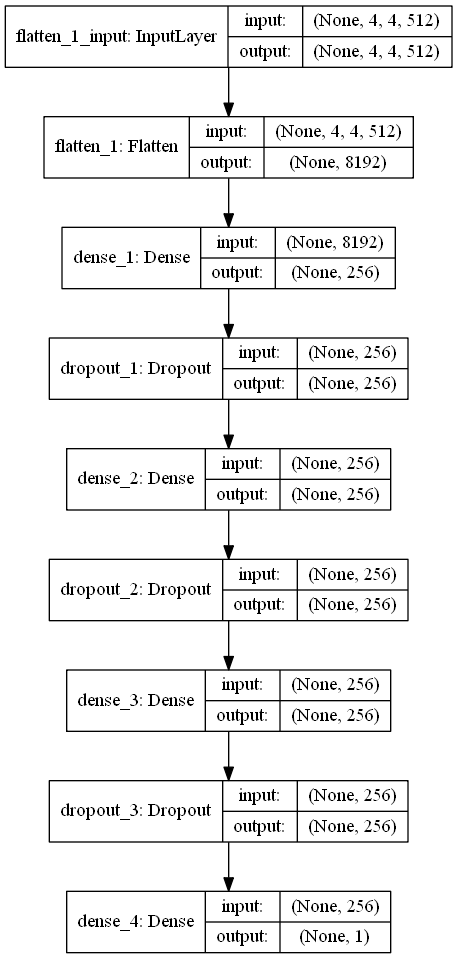 flatten_1_input: InputLayer
input: (None, 4, 4, 512)
output: (None, 4, 4, 512)
flatten_1: Flatten
input: (None, 4, 4, 512)
output: (None, 8192)
dense_1: Dense
input: (None, 8192)
output: (None, 256)
dropout_1: Dropout
input: (None, 256)
output: (None, 256)
dense_2: Dense
input: (None, 256)
output: (None, 256)
dropout_2: Dropout
input: (None, 256)
output: (None, 256)
dense_3: Dense
input: (None, 256)
output: (None, 256)
dropout_3: Dropout
input: (None, 256)
output: (None, 256)
dense_4: Dense
input: (None, 256)
output: (None, 1)